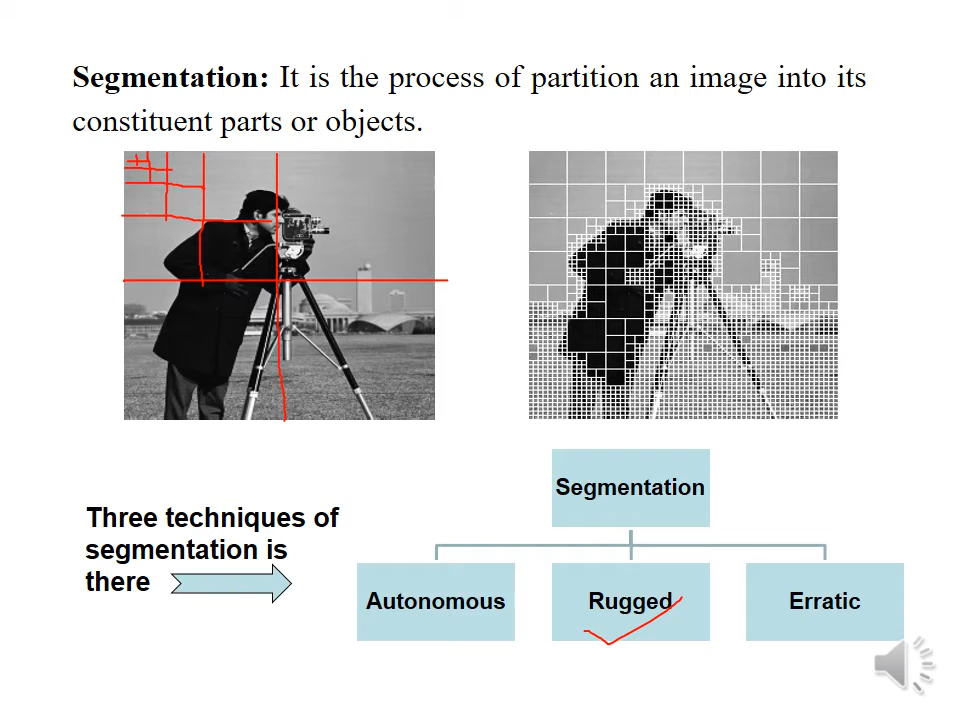 Segmentation: It is the process of partition an image into its
constituent parts or objects.
Three techniques of
segmentation is
there
Segmentation
Autonomous
Rugged
Erratic